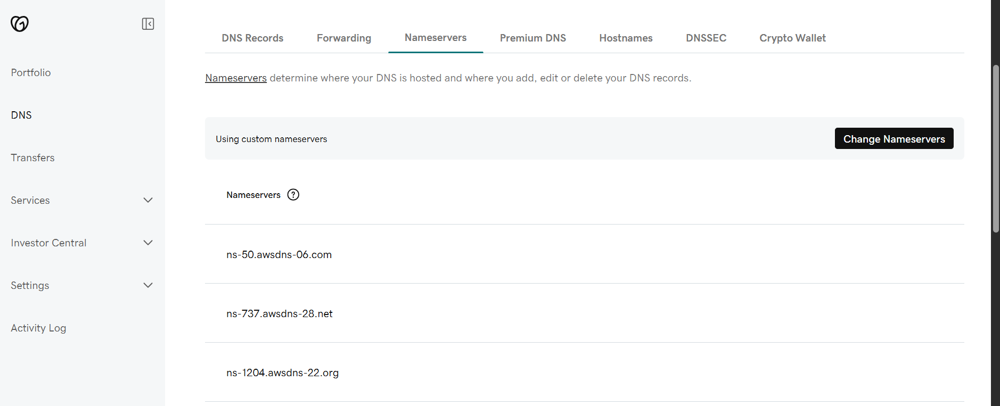 DNS Records Forwarding Nameservers Premium DNS Hostnames DNSSEC Crypto Wallet
Portfolio
DNS
Transfers
Services
Investor Central
Settings
Activity Log
Nameservers determine where your DNS is hosted and where you add, edit or delete your DNS records.
Using custom nameservers
Change Nameservers
Nameservers ?
ns-50.awsdns-06.com
ns-737.awsdns-28.net
ns-1204.awsdns-22.org